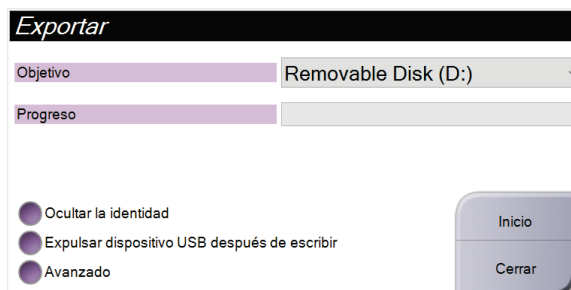 Exportar
Objetivo Removable Disk (D:)
Progreso
Ocultar la identidad
Expulsar dispositivo USB después de escribir
Avanzado
Inicio
Cerrar